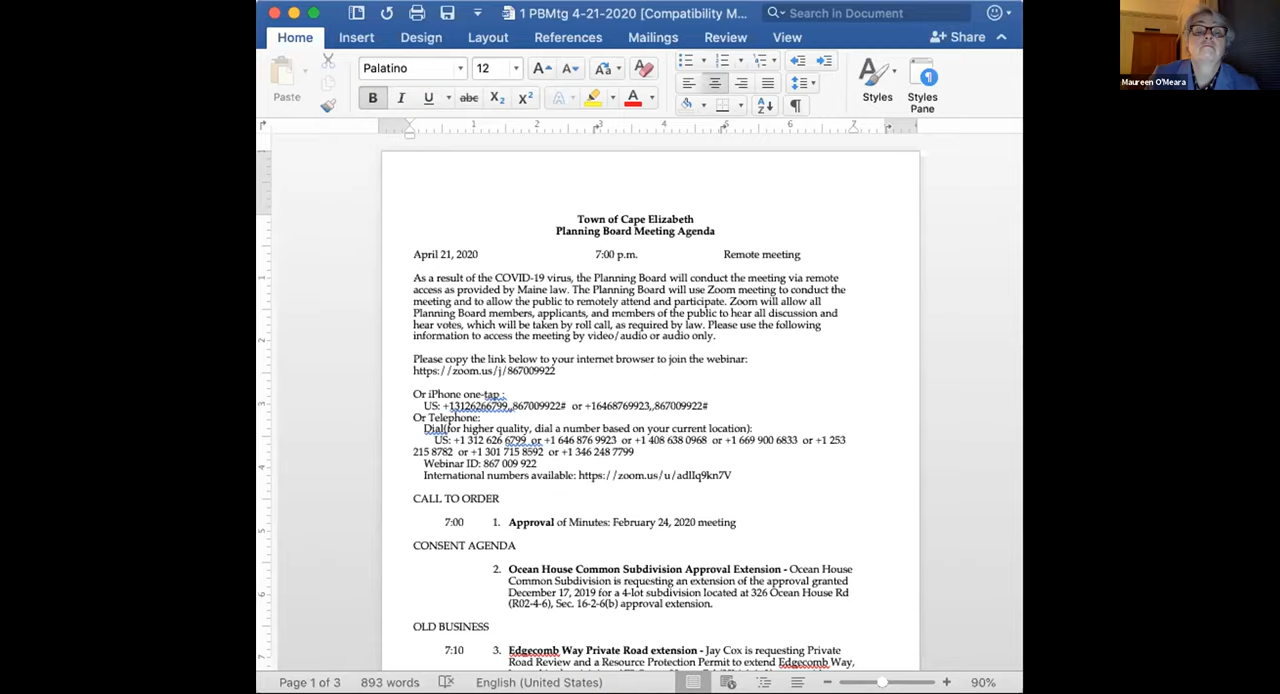 1 PBMtg 4-21-2020 [Compatibility M...
Search in Document
Home Insert Design Layout References Mailings Review View Share
Paste
Palatino 12
Styles
Styles Pane
1 2 3 4 5 6 7
Maureen O'Meara
Town of Cape Elizabeth
Planning Board Meeting Agenda
April 21, 2020 7:00 p.m. Remote meeting
As a result of the COVID-19 virus, the Planning Board will conduct the meeting via remote
access as provided by Maine law. The Planning Board will use Zoom meeting to conduct the
meeting and to allow the public to remotely attend and participate. Zoom will allow all
Planning Board members, applicants, and members of the public to hear all discussion and
hear votes, which will be taken by roll call, as required by law. Please use the following
information to access the meeting by video/audio or audio only.
Please copy the link below to your internet browser to join the webinar:
https://zoom.us/j/867009922
Or iPhone one-tap :
US: +13126266799,,867009922# or +16468769923,,867009922#
Or Telephone:
Dial(for higher quality, dial a number based on your current location):
US: +1 312 626 6799 or +1 646 876 9923 or +1 408 638 0968 or +1 669 900 6833 or +1 253
215 8782 or +1 301 715 8592 or +1 346 248 7799
Webinar ID: 867 009 922
International numbers available: https://zoom.us/u/adIIq9kn7V
CALL TO ORDER
7:00 1. Approval of Minutes: February 24, 2020 meeting
CONSENT AGENDA
2. Ocean House Common Subdivision Approval Extension - Ocean House
Common Subdivision is requesting an extension of the approval granted
December 17, 2019 for a 4-lot subdivision located at 326 Ocean House Rd
(R02-4-6), Sec. 16-2-6(b) approval extension.
OLD BUSINESS
7:10 3. Edgecomb Way Private Road extension - Jay Cox is requesting Private
Road Review and a Resource Protection Permit to extend Edgecomb Way,
Page 1 of 3 893 words English (United States) 90%